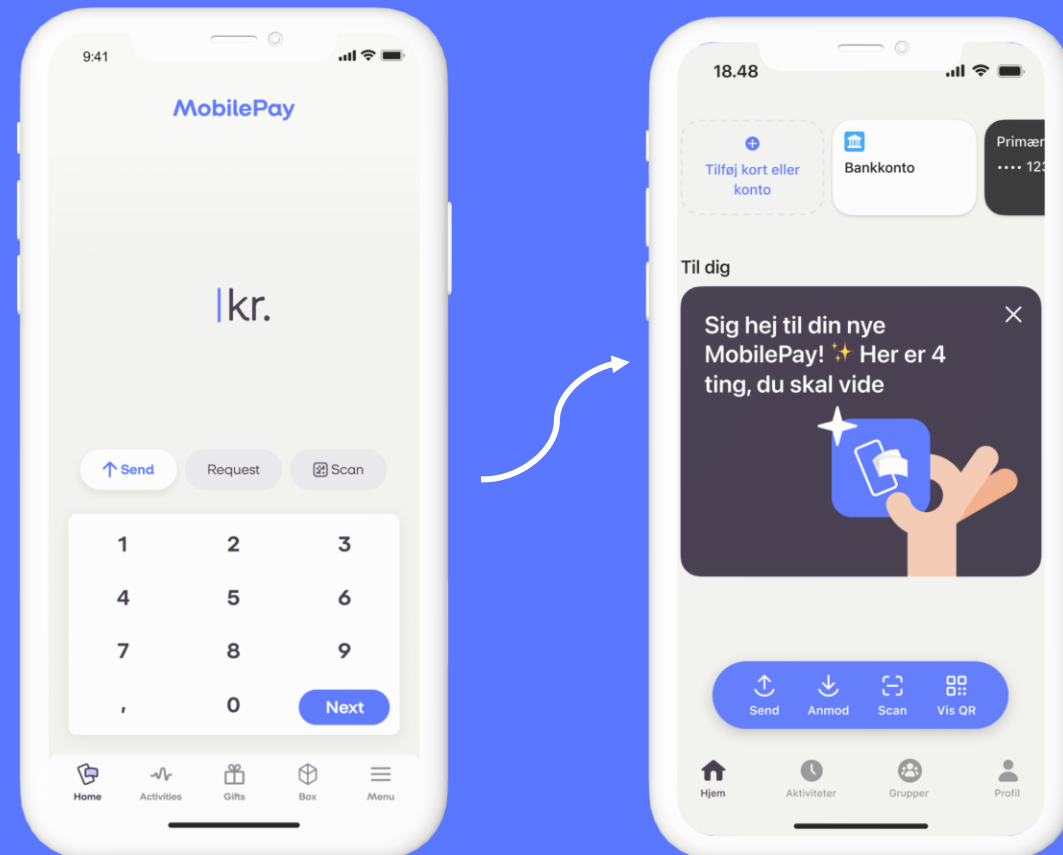 9:41
MobilePay
kr.
Send Request Scan
1 2 3
4 5 6
7 8 9
, 0 Next
Home Activities Gifts Box Menu
18.48
Tilføj kort eller
konto
Bankkonto
Primær
•••• 123
Til dig
Sig hej til din nye
MobilePay! ✨ Her er 4
ting, du skal vide
Send Anmod Scan Vis QR
Hjem Aktiviteter Grupper Profil